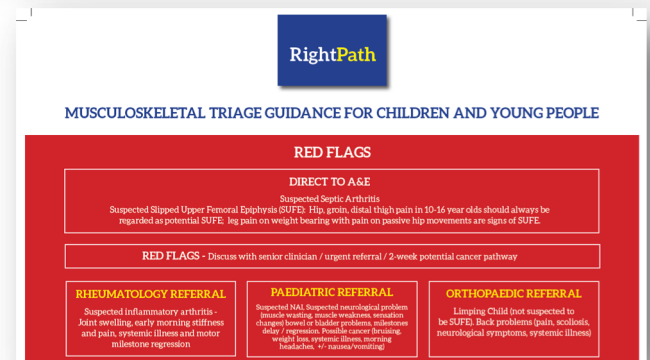 RightPath
MUSCULOSKELETAL TRIAGE GUIDANCE FOR CHILDREN AND YOUNG PEOPLE
RED FLAGS
DIRECT TO A&E
Suspected Septic Arthritis
Suspected Slipped Upper Femoral Epiphysis (SUFE): Hip, groin, distal thigh pain in 10-16 year olds should always be
regarded as potential SUFE; leg pain on weight bearing with pain on passive hip movements are signs of SUFE.
RED FLAGS - Discuss with senior clinician / urgent referral / 2-week potential cancer pathway
RHEUMATOLOGY REFERRAL
Suspected inflammatory arthritis -
Joint swelling, early morning stiffness
and pain, systemic illness and motor
milestone regression
PAEDIATRIC REFERRAL
Suspected NAI, Suspected neurological problem
(muscle wasting, muscle weakness, sensation
changes) bowel or bladder problems, milestones
delay / regression. Possible cancer (bruising,
weight loss, systemic illness, morning
headaches, +/- nausea/vomiting)
ORTHOPAEDIC REFERRAL
Limping Child (not suspected to
be SUFE). Back problems (pain, scoliosis,
neurological symptoms, systemic illness)